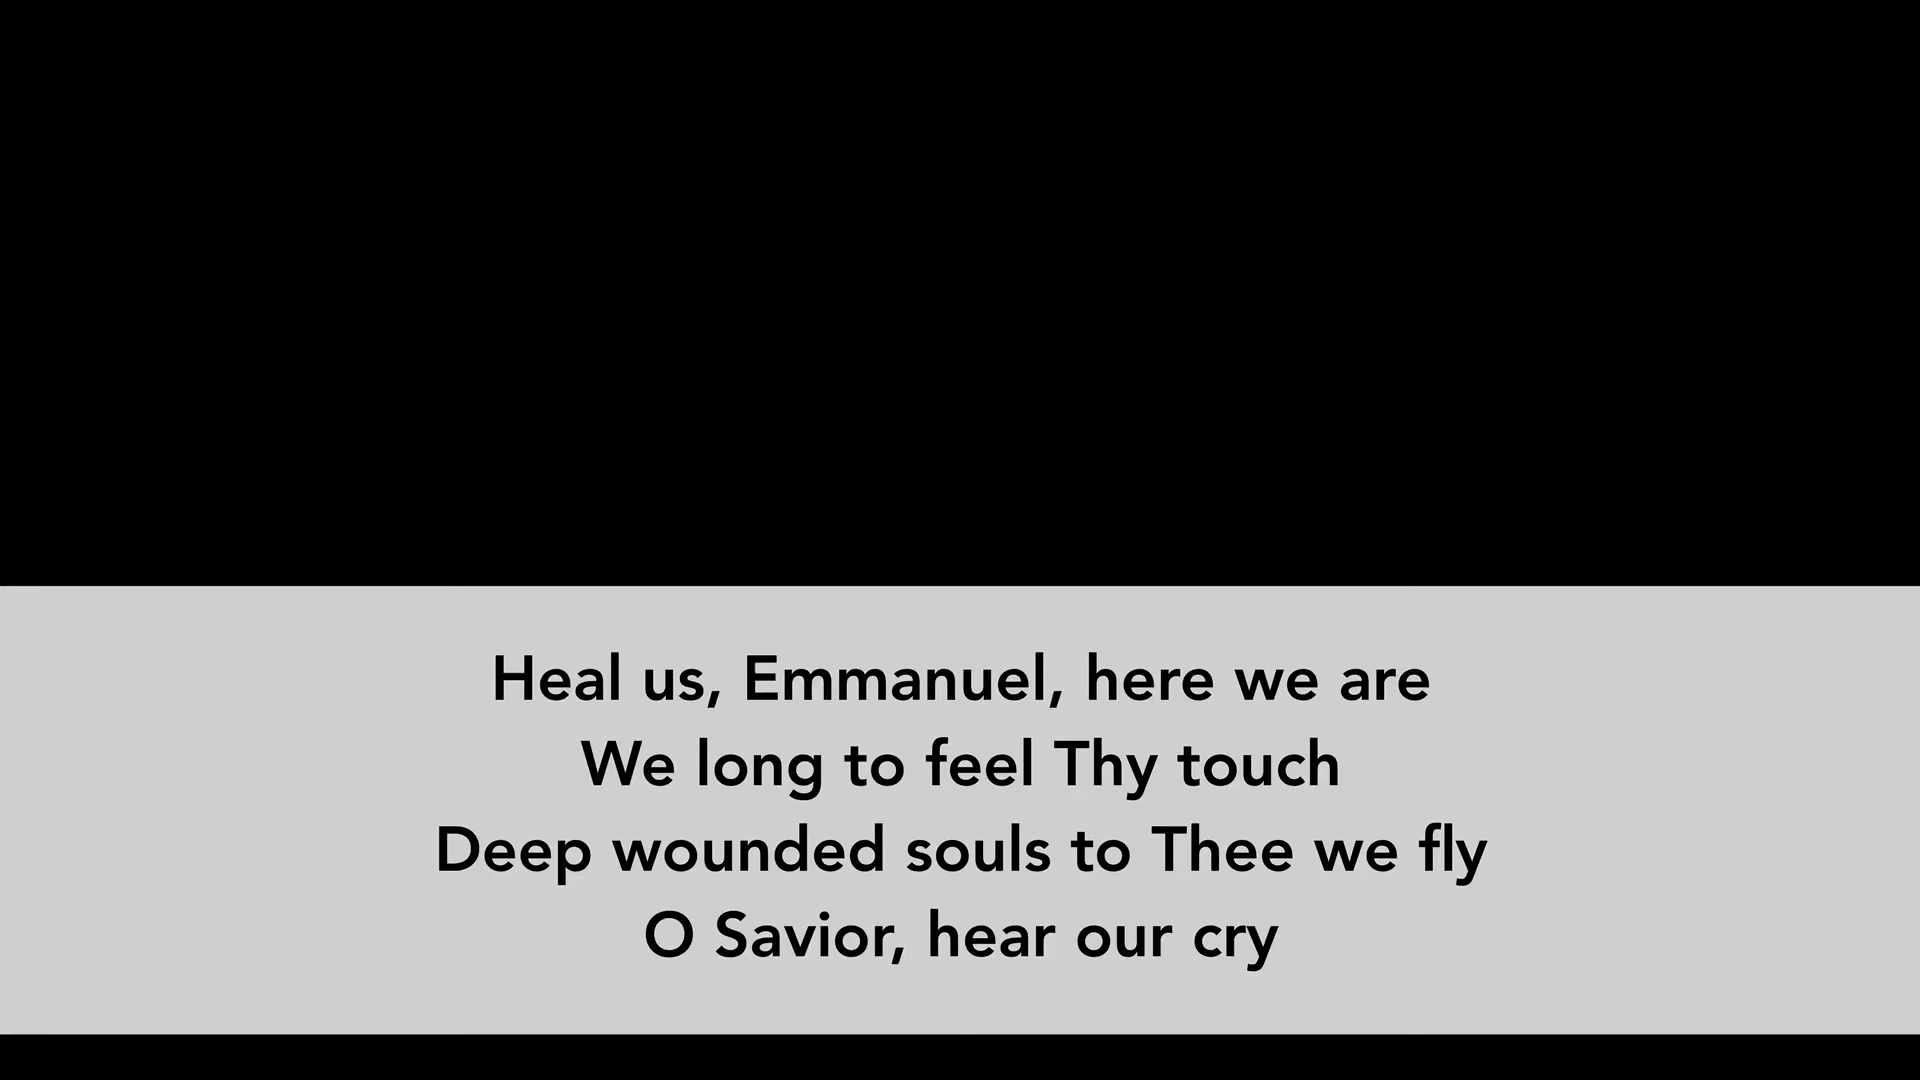 Heal us, Emmanuel, here we are
We long to feel Thy touch
Deep wounded souls to Thee we fly
O Savior, hear our cry